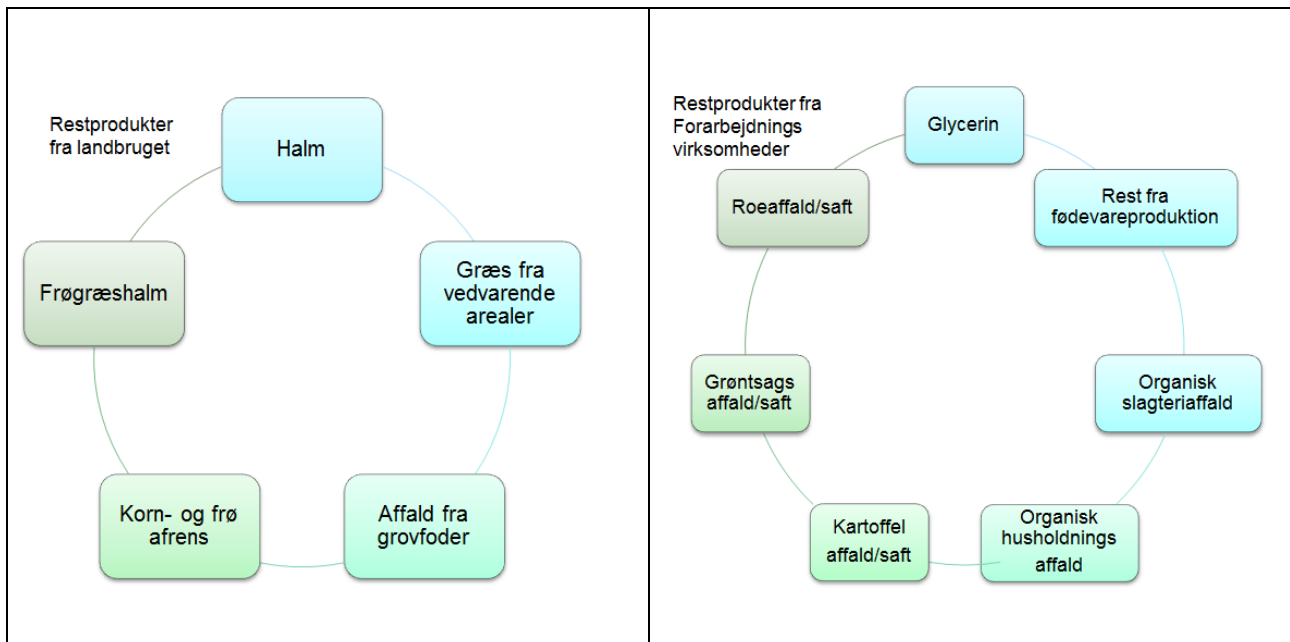 Restprodukter
fra landbruget
Halm
Græs fra
vedvarende
arealer
Affald fra
grovfoder
Korn- og frø
afrens
Frøgræshalm
Restprodukter fra
Forarbejdnings
virksomheder
Glycerin
Rest fra
fødevareproduktion
Organisk
slagteriaffald
Organisk
husholdnings
affald
Kartoffel
affald/saft
Grøntsags
affald/saft
Roeaffald/saft